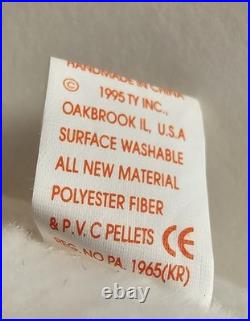 HANDMADE IN CHINA
© 1995 TY INC.,
OAKBROOK IL, U.S.A
SURFACE WASHABLE
ALL NEW MATERIAL
POLYESTER FIBER
& P.V.C PELLETS CE
REG. NO PA. 1965(KR)